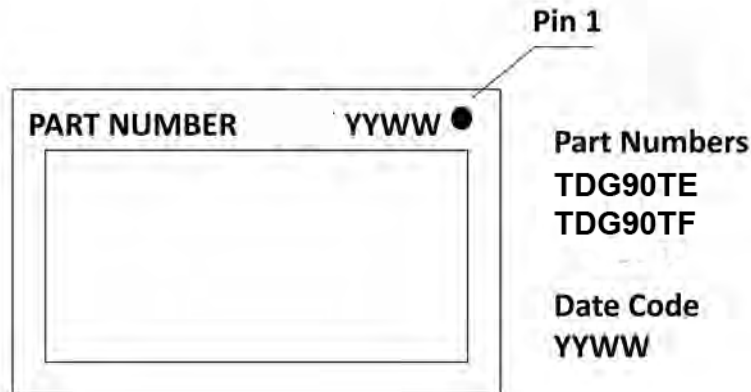 Pin 1
PART NUMBER YYWW
Part Numbers
TDG90TE
TDG90TF
Date Code
YYWW